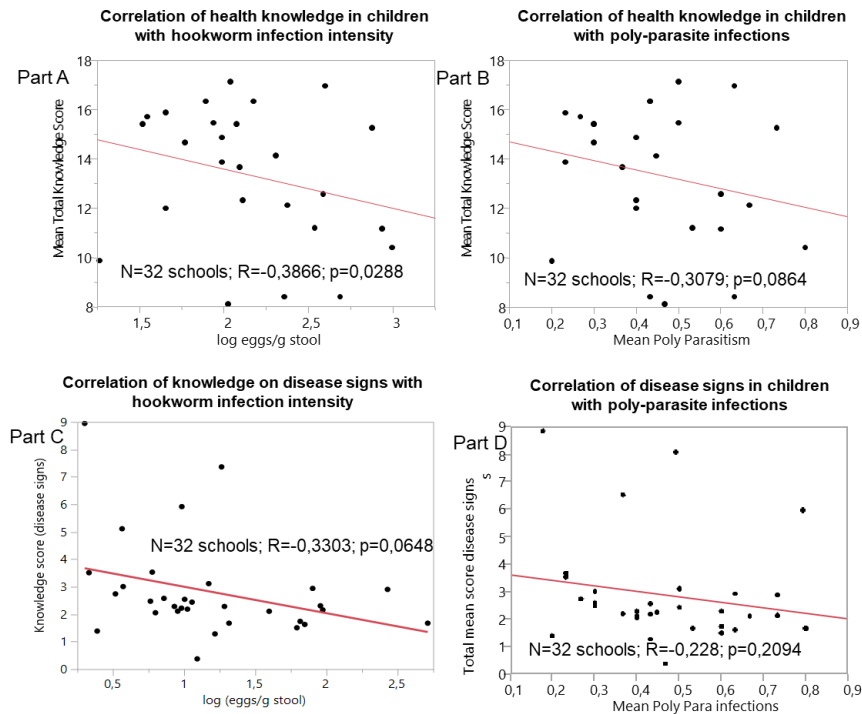 Correlation of health knowledge in children
with hookworm infection intensity
Part A
Mean Total Knowledge Score
18
16
14
12
10
8
N=32 schools; R=-0,3866; p=0,0288
1,5
2
2,5
3
log eggs/g stool
Correlation of health knowledge in children
with poly-parasite infections
Part B
Mean Total Knowledge Score
18
16
14
12
10
8
N=32 schools; R=-0,3079; p=0,0864
0,1
0,2
0,3
0,4
0,5
0,6
0,7
0,8
0,9
Mean Poly Parasitism
Correlation of knowledge on disease signs with
hookworm infection intensity
Part C
Knowledge score (disease signs)
9
8
7
6
5
4
3
2
1
0
N=32 schools; R=-0,3303; p=0,0648
0,5
1
1,5
2
2,5
log (eggs/g stool)
Correlation of disease signs in children
with poly-parasite infections
Part D
Total mean score disease signs
s
9
8
7
6
5
4
3
2
1
0
N=32 schools; R=-0,228; p=0,2094
0,1
0,2
0,3
0,4
0,5
0,6
0,7
0,8
0,9
Mean Poly Para infections